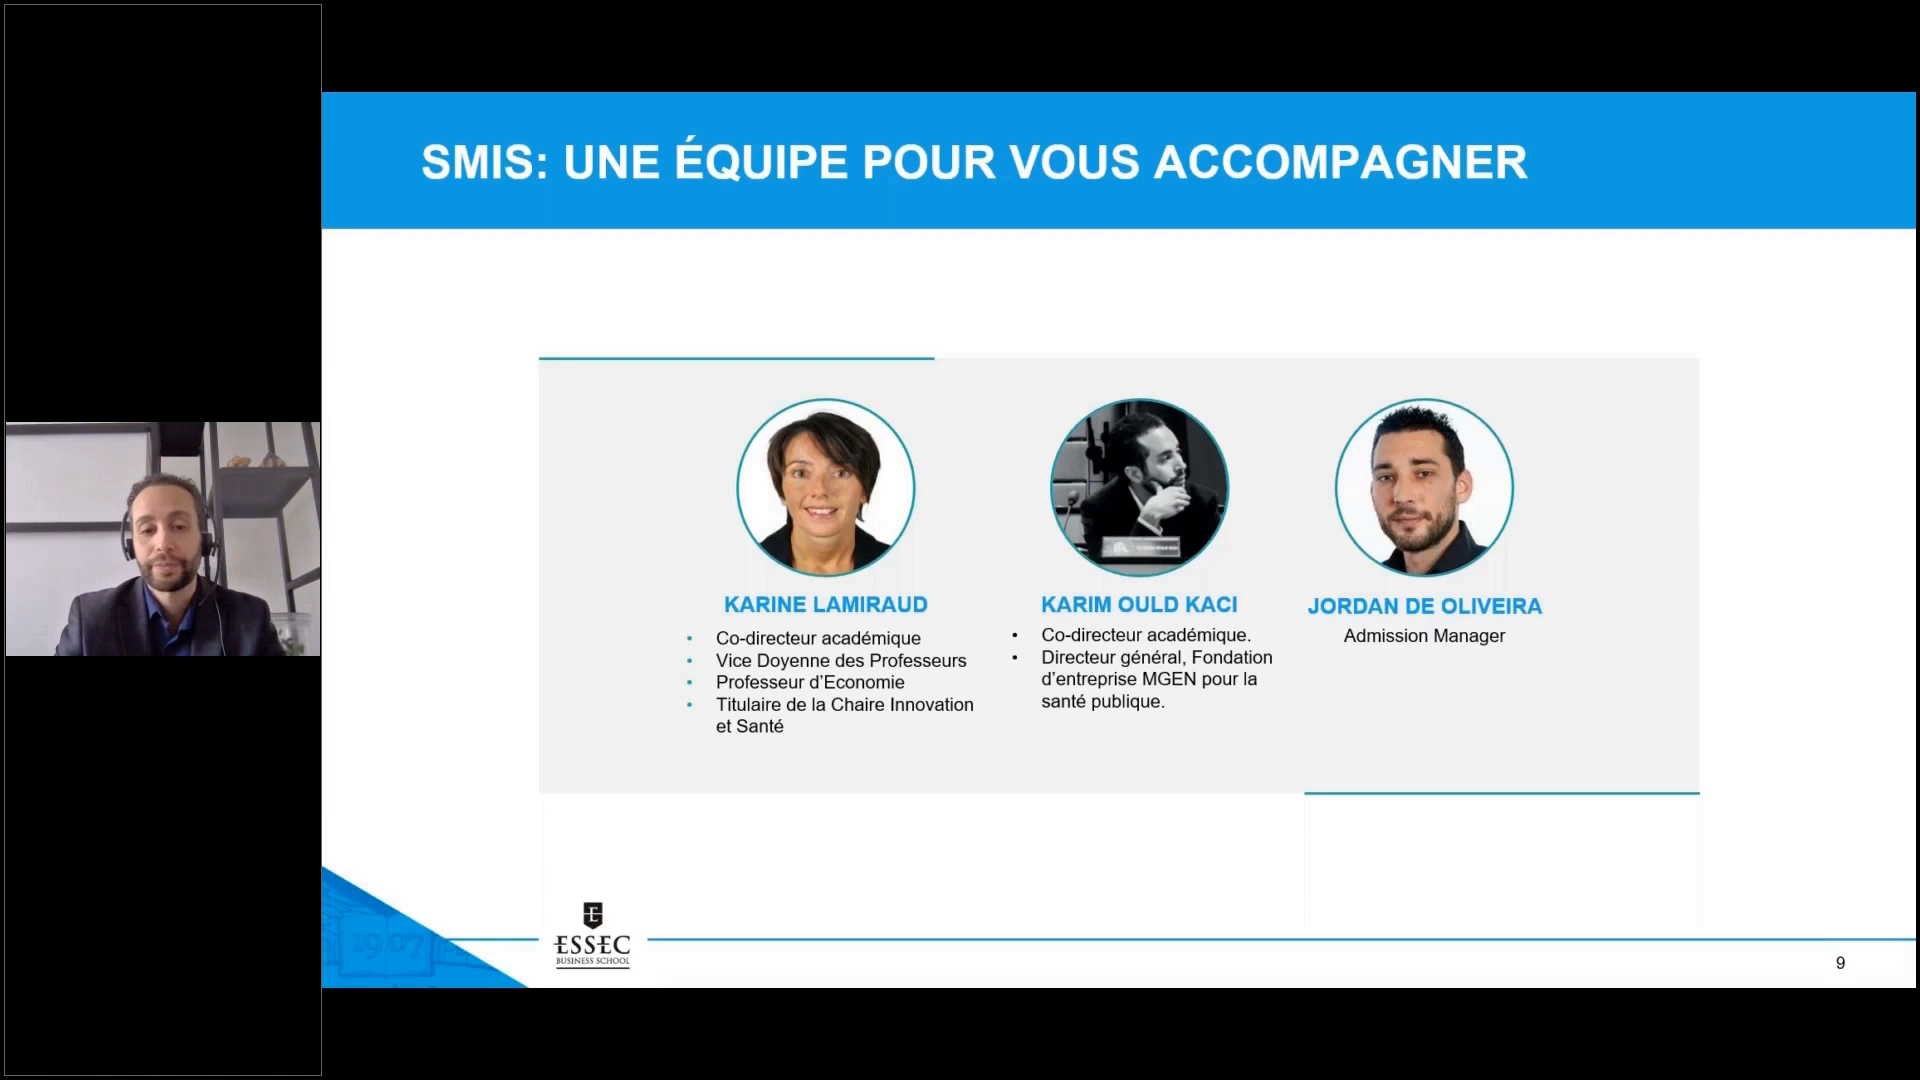 SMIS: UNE ÉQUIPE POUR VOUS ACCOMPAGNER
KARINE LAMIRAUD
• Co-directeur académique
• Vice Doyenne des Professeurs
• Professeur d’Economie
• Titulaire de la Chaire Innovation
et Santé
KARIM OULD KACI
• Co-directeur académique.
• Directeur général, Fondation
d’entreprise MGEN pour la
santé publique.
JORDAN DE OLIVEIRA
Admission Manager
1907
ESSEC
BUSINESS SCHOOL
9